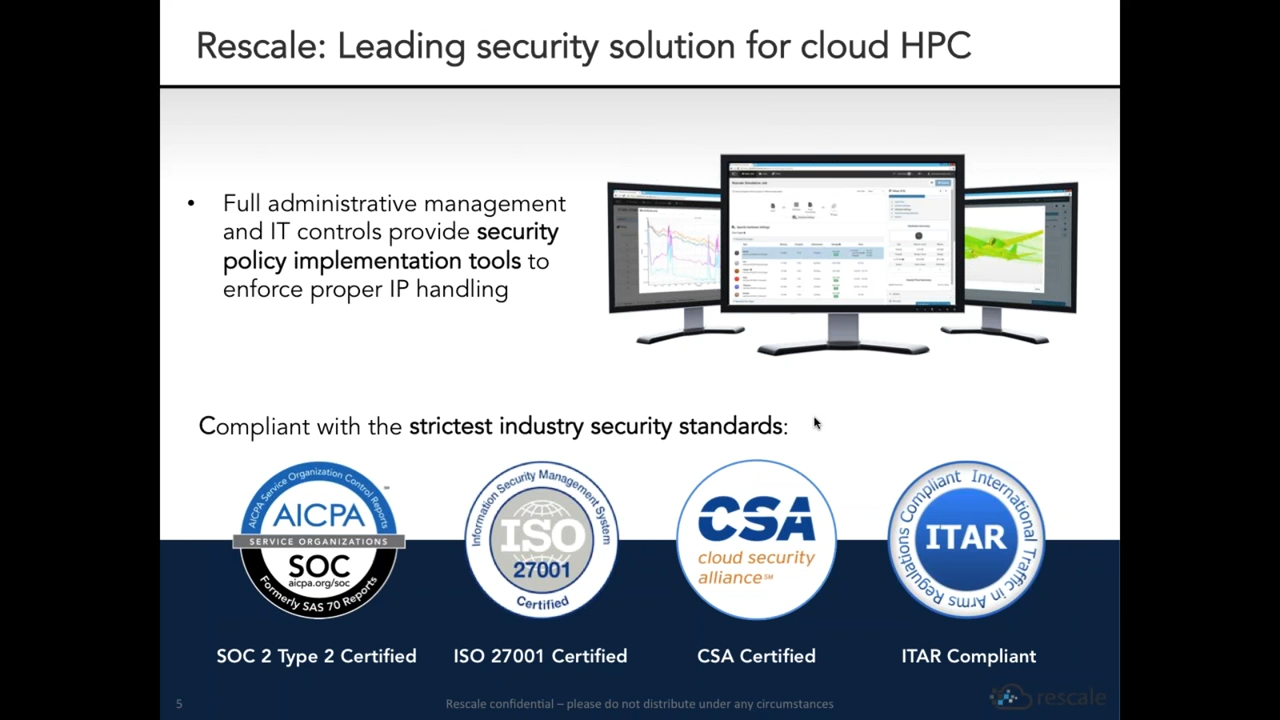 Rescale: Leading security solution for cloud HPC
• Full administrative management
and IT controls provide security
policy implementation tools to
enforce proper IP handling
Compliant with the strictest industry security standards:
AICPA Service Organization Control Reports
AICPA
SERVICE ORGANIZATIONS
SOC
aicpa.org/soc
Formerly SAS 70 Reports
SM
Information Security Management System
ISO
27001
Certified
CSA
cloud security
alliance℠
Compliant International Traffic in Arms Regulations
ITAR
SOC 2 Type 2 Certified
ISO 27001 Certified
CSA Certified
ITAR Compliant
5
Rescale confidential – please do not distribute under any circumstances
rescale